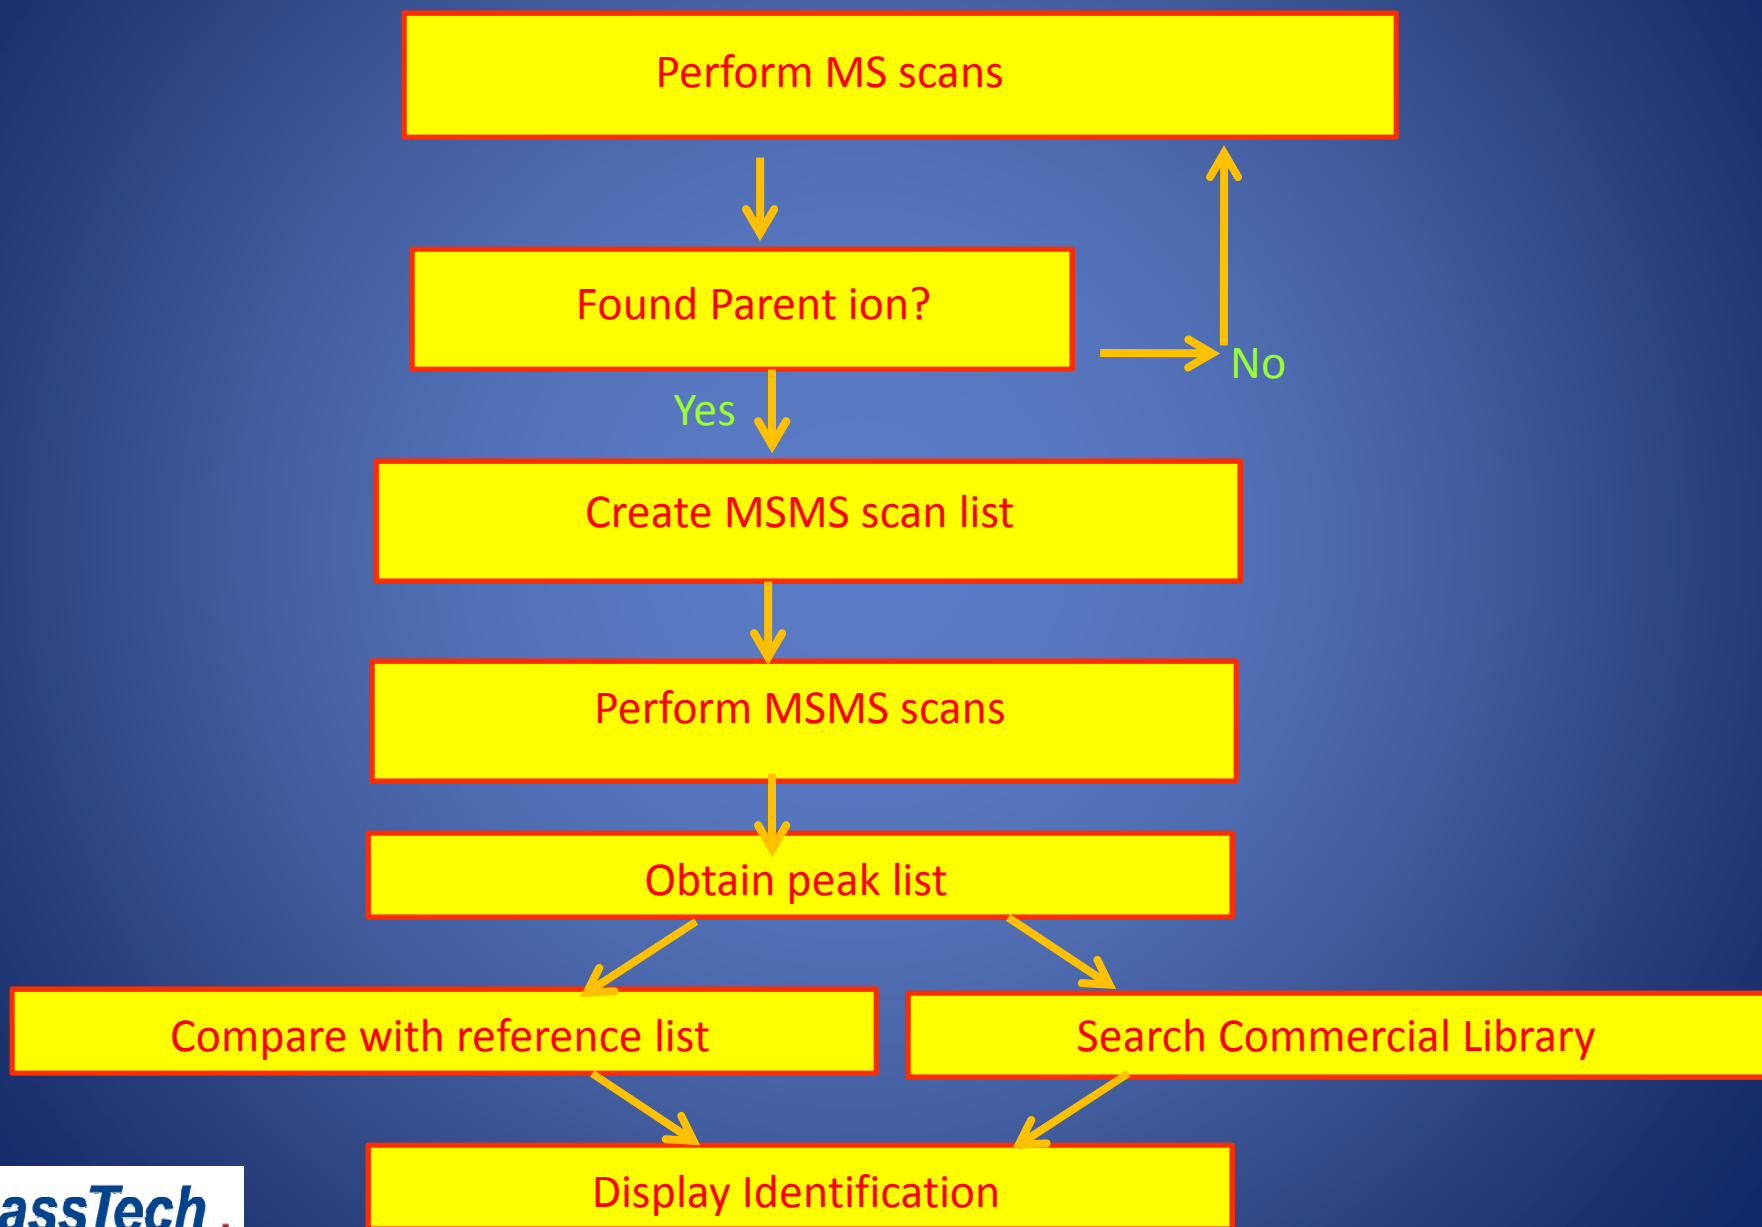 Perform MS scans
Found Parent ion?
No
Yes
Create MSMS scan list
Perform MSMS scans
Obtain peak list
Compare with reference list
Search Commercial Library
Display Identification
assTech